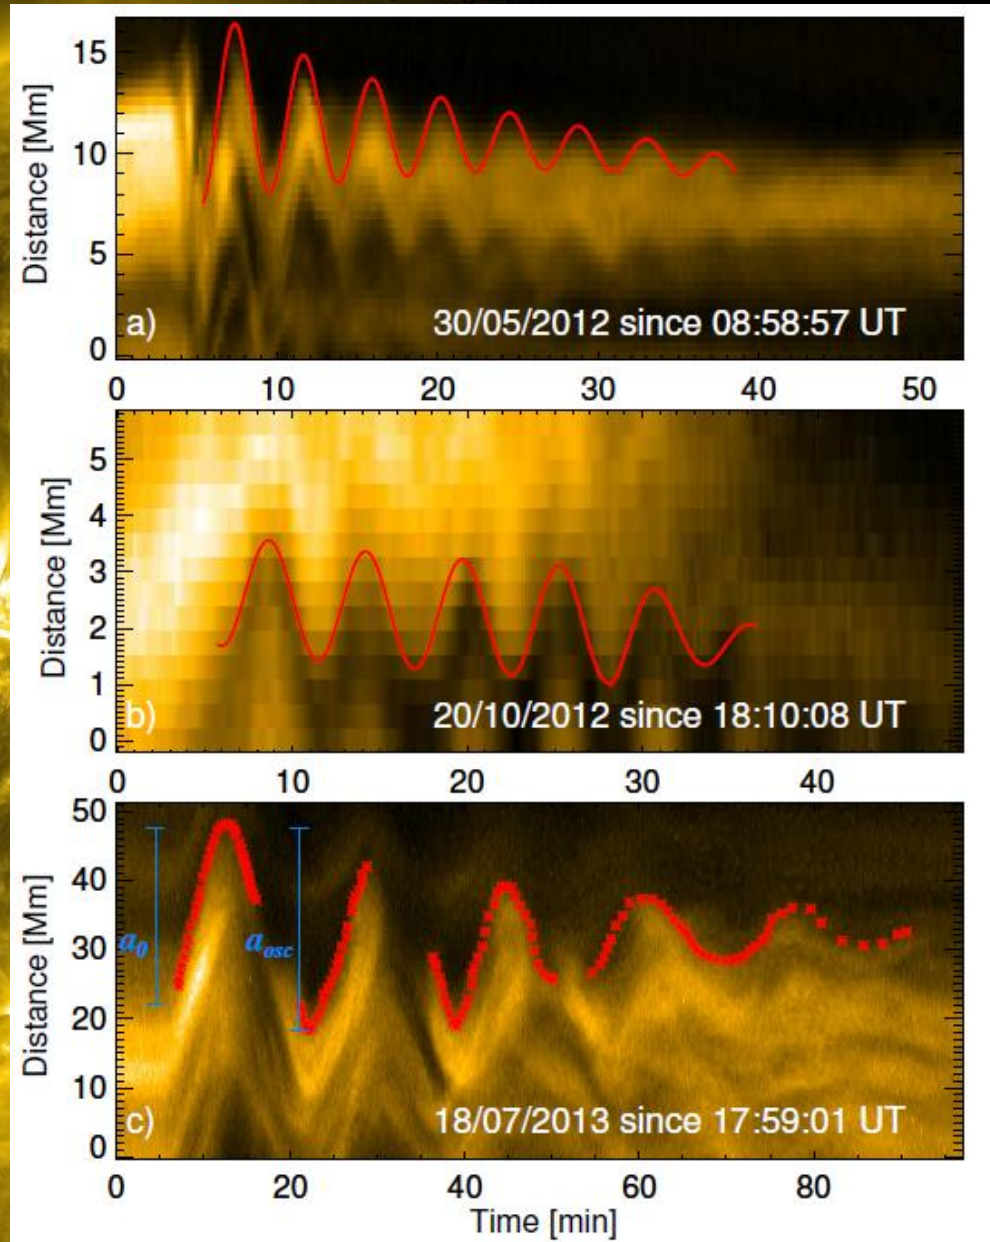 15
10
5
0
Distance [Mm]
a)
30/05/2012 since 08:58:57 UT
0 10 20 30 40 50
5
4
3
2
1
0
Distance [Mm]
b)
20/10/2012 since 18:10:08 UT
0 10 20 30 40
50
40
30
20
10
0
Distance [Mm]
a0
aosc
c)
18/07/2013 since 17:59:01 UT
0 20 40 60 80
Time [min]